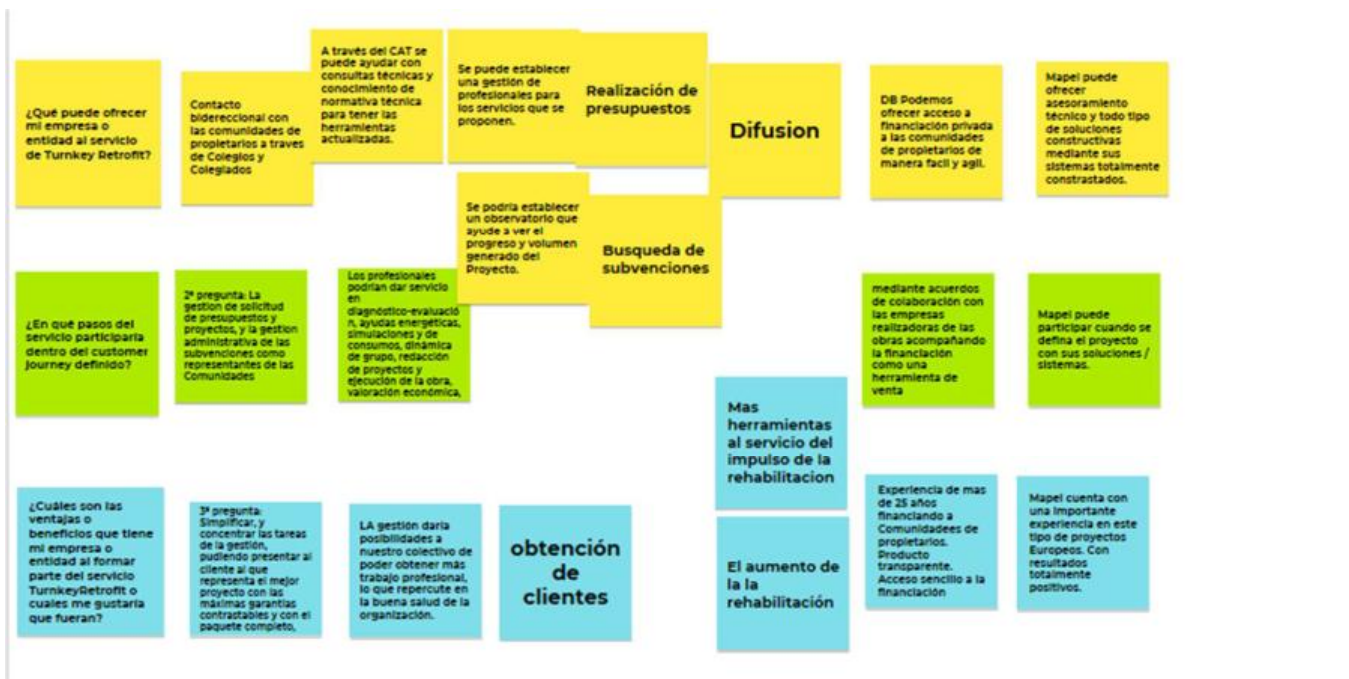 ¿Qué puede ofrecer
mi empresa o
entidad al servicio
de Turnkey Retrofit?
Contacto
bidereccional con
las comunidades de
propietarios a traves
de Colegios y
Colegiados
A través del CAT se
puede ayudar con
consultas técnicas y
conocimiento de
normativa técnica
para tener las
herramientas
actualizadas.
Se puede establecer
una gestión de
profesionales para
los servicios que se
proponen.
Realización de
presupuestos
Difusion
DB Podemos
ofrecer acceso a
financiación privada
a las comunidades
de propietarios de
manera facil y agil.
Mapei puede
ofrecer
asesoramiento
técnico y todo tipo
de soluciones
constructivas
mediante sus
sistemas totalmente
constrastados.
Se podría establecer
un observatorio que
ayude a ver el
progreso y volumen
generado del
Proyecto.
Busqueda de
subvenciones
¿En qué pasos del
servicio participaría
dentro del customer
journey definido?
2ª pregunta: La
gestion de solicitud
de presupuestos y
proyectos, y la gestion
administrativa de las
subvenciones como
representantes de las
Comunidades
Los profesionales
podrían dar servicio
en
diagnóstico-evaluació
n, ayudas energéticas,
simulaciones y de
consumos, dinámica
de grupo, redacción
de proyectos y
ejecución de la obra,
valoración económica,
mediante acuerdos
de colaboración con
las empresas
realizadoras de las
obras acompañando
la financiación
como una
herramienta de
venta
Mapei puede
participar cuando se
defina el proyecto
con sus soluciones /
sistemas.
¿Cuáles son las
ventajas o
beneficios que tiene
mi empresa o
entidad al formar
parte del servicio
TurnkeyRetrofit o
cuales me gustaría
que fueran?
3ª pregunta:
Simplificar, y
concentrar las tareas
de la gestión,
pudiendo presentar al
cliente al que
representa el mejor
proyecto con las
máximas garantías
contrastables y con el
paquete completo,
LA gestión daría
posibilidades a
nuestro colectivo de
poder obtener más
trabajo profesional,
lo que repercute en
la buena salud de la
organización.
obtención
de
clientes
Mas
herramientas
al servicio del
impulso de la
rehabilitacion
El aumento de
la la
rehabilitación
Experiencia de mas
de 25 años
financiando a
Comunidadees de
propletarios.
Producto
transparente.
Acceso sencillo a la
financiación
Mapei cuenta con
una importante
experiencia en este
tipo de proyectos
Europeos. Con
resultados
totalmente
positivos.